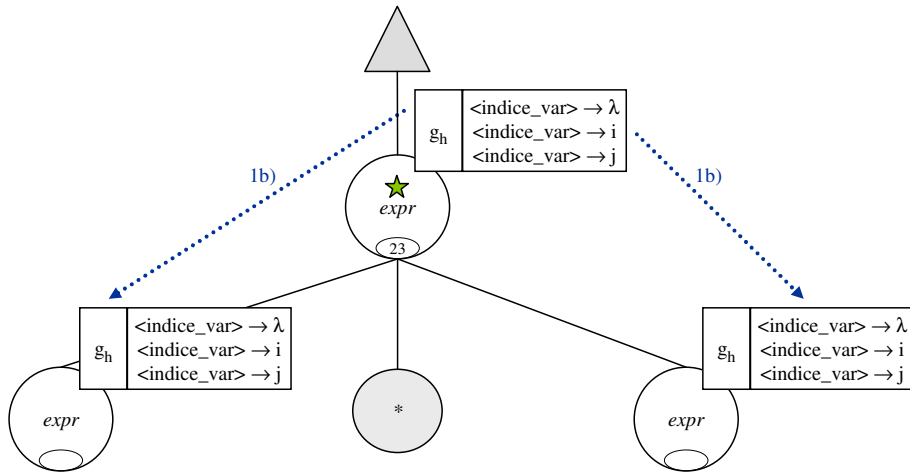 <indice_var> → λ
g_h <indice_var> → i
<indice_var> → j
1b) 1b)
expr
23
<indice_var> → λ <indice_var> → λ
g_h <indice_var> → i g_h <indice_var> → i
<indice_var> → j <indice_var> → j
expr * expr